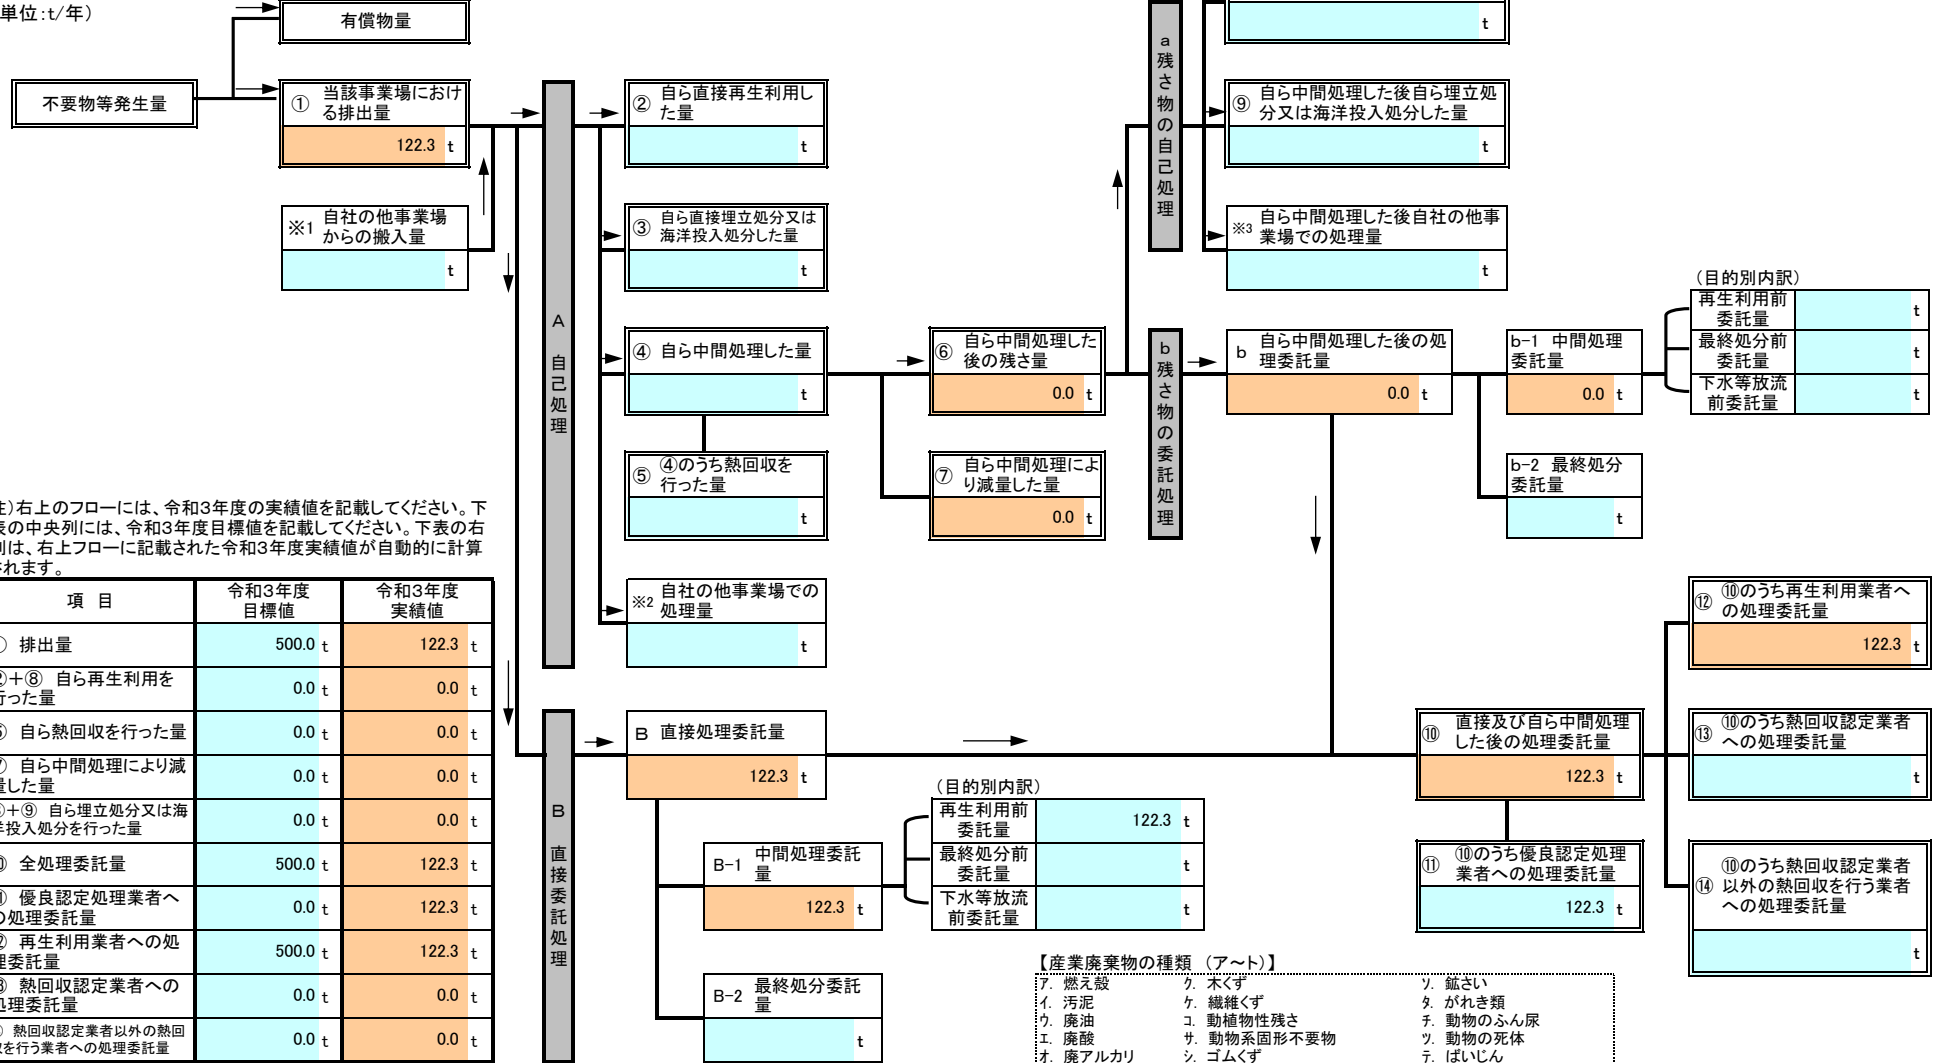 単位:t/年）
有償物量
t
不要物等発生量
① 当該事業場におけ
る排出量
122.3 t
※1 自社の他事業場
からの搬入量
t
A 自己処理
② 自ら直接再生利用し
た量
t
③ 自ら直接埋立処分又は
海洋投入処分した量
t
④ 自ら中間処理した量
t
⑤ ④のうち熱回収を
行った量
t
※2 自社の他事業場での
処理量
t
⑥ 自ら中間処理した
後の残さ量
0.0 t
⑦ 自ら中間処理によ
り減量した量
0.0 t
a 残さ物の自己処理
⑨ 自ら中間処理した後自ら埋立処
分又は海洋投入処分した量
t
※3 自ら中間処理した後自社の他事
業場での処理量
t
b 残さ物の委託処理
b 自ら中間処理した後の処
理委託量
0.0 t
b-1 中間処理
委託量
0.0 t
b-2 最終処分
委託量
t
（目的別内訳）
再生利用前
委託量 t
最終処分前
委託量 t
下水等放流
前委託量 t
)右上のフローには、令和3年度の実績値を記載してください。下
表の中央列には、令和3年度目標値を記載してください。下表の右
列は、右上フローに記載された令和3年度実績値が自動的に計算
されます。
項 目 令和3年度
目標値 令和3年度
実績値
排出量 500.0 t 122.3 t
＋⑧ 自ら再生利用を
行った量 0.0 t 0.0 t
自ら熱回収を行った量 0.0 t 0.0 t
自ら中間処理により減
量した量 0.0 t 0.0 t
＋⑨ 自ら埋立処分又は海
洋投入処分を行った量 0.0 t 0.0 t
全処理委託量 500.0 t 122.3 t
優良認定処理業者へ
の処理委託量 0.0 t 122.3 t
再生利用業者への処
理委託量 500.0 t 122.3 t
熱回収認定業者への
処理委託量 0.0 t 0.0 t
熱回収認定業者以外の熱回
収を行う業者への処理委託量 0.0 t 0.0 t
B 直接委託処理
B 直接処理委託量
122.3 t
B-1 中間処理委託
量
122.3 t
B-2 最終処分委託
量
t
（目的別内訳）
再生利用前
委託量 122.3 t
最終処分前
委託量 t
下水等放流
前委託量 t
⑩ 直接及び自ら中間処理
した後の処理委託量
122.3 t
⑪ ⑩のうち優良認定処理
業者への処理委託量
122.3 t
⑫ ⑩のうち再生利用業者へ
の処理委託量
122.3 t
⑬ ⑩のうち熱回収認定業者
への処理委託量
t
⑭ ⑩のうち熱回収認定業者
以外の熱回収を行う業者
への処理委託量
t
【産業廃棄物の種類 （ア～ト）】
ア. 燃え殻 ク. 木くず ソ. 鉱さい
イ. 汚泥 ケ. 繊維くず タ. がれき類
ウ. 廃油 コ. 動植物性残さ チ. 動物のふん尿
エ. 廃酸 サ. 動物系固形不要物 ツ. 動物の死体
オ. 廃アルカリ シ. ゴムくず テ. ばいじん